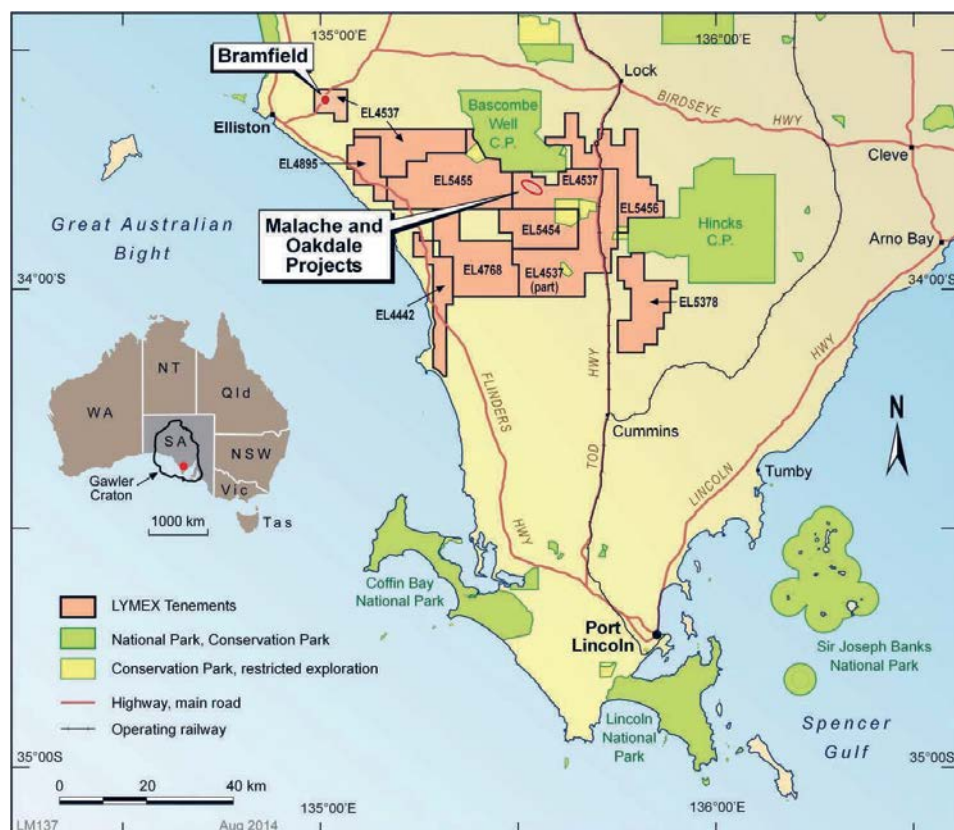 135°00'E
136°00'E
Bramfield
Lock
EL4537
Bascombe
Well
C.P.
BIRDSEYE
HWY
Elliston
Cleve
EL4895
EL5455
EL4537
EL5456
Great Australian
Bight
Malache and
Oakdale
Projects
EL5454
Hincks
C.P.
Arno Bay
34°00'S
EL4768
EL4537
(part)
34°00'S
EL4442
EL5378
HWY
NT
Qld
WA
SA
NSW
Vic
Tas
Gawler
Craton
1000 km
FLINDERS
HWY
TOD
HWY
LINCOLN
N
Cummins
Tumby
HWY
Coffin Bay
National Park
LYMEX Tenements
National Park, Conservation Park
Conservation Park, restricted exploration
Highway, main road
Operating railway
Port
Lincoln
Sir Joseph Banks
National Park
Lincoln
National
Park
Spencer
Gulf
35°00'S
35°00'S
0 20 40 km
135°00'E
136°00'E
LM137
Aug 2014